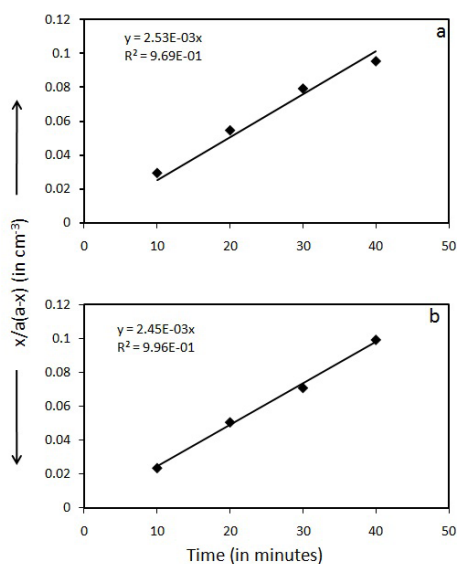 0.12
a
y = 2.53E-03x
R² = 9.69E-01
0.1
0.08
0.06
0.04
0.02
0
0 10 20 30 40 50
x/a(a-x) (in cm⁻³)
0.12
b
y = 2.45E-03x
R² = 9.96E-01
0.1
0.08
0.06
0.04
0.02
0
0 10 20 30 40 50
Time (in minutes)